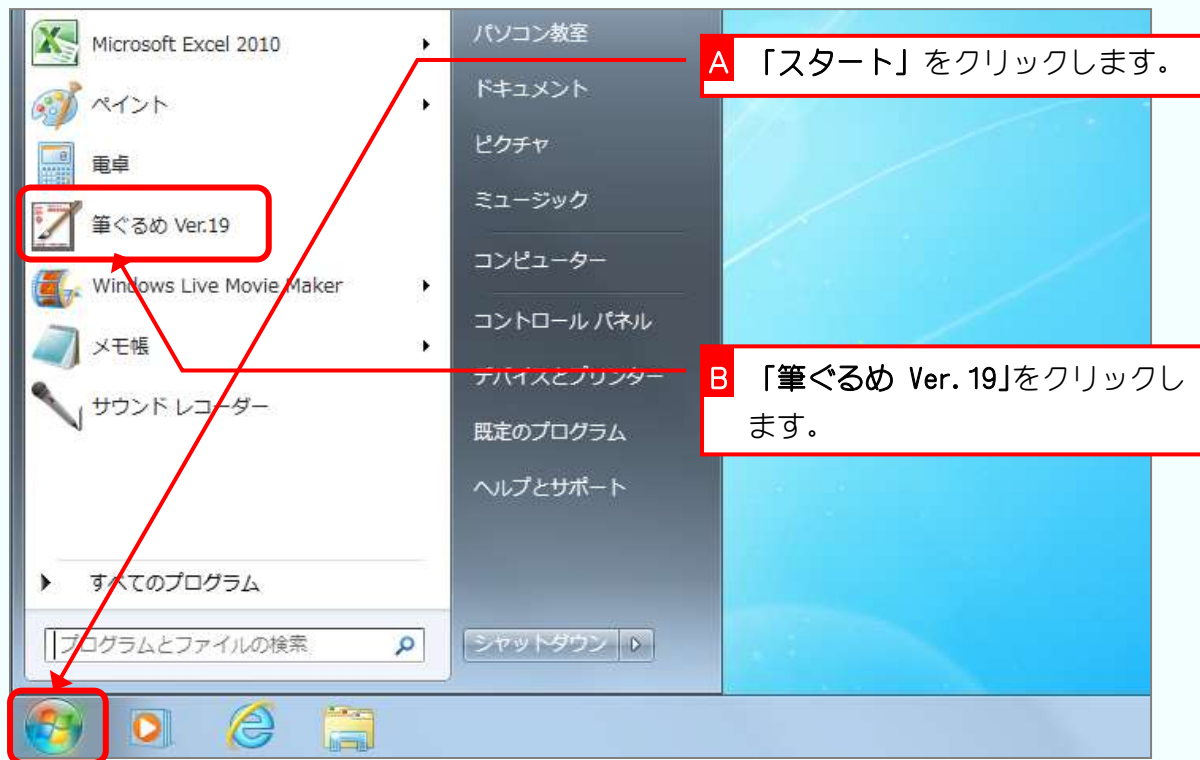 Microsoft Excel 2010
ペイント
電卓
筆ぐるめ Ver.19
Windows Live Movie Maker
メモ帳
サウンド レコーダー
すべてのプログラム
プログラムとファイルの検索
パソコン教室
ドキュメント
ピクチャ
ミュージック
コンピューター
コントロール パネル
デバイスとプリンター
既定のプログラム
ヘルプとサポート
シャットダウン
A 「スタート」をクリックします。
B 「筆ぐるめ Ver.19」をクリックし
ます。